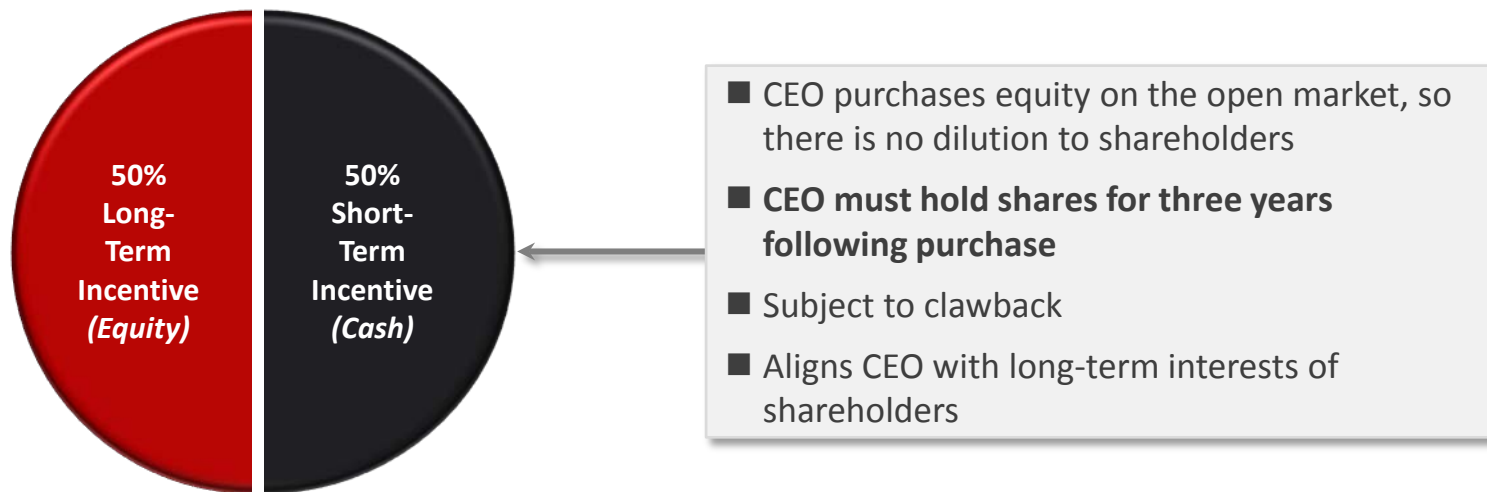 50%
Long-
Term
Incentive
(Equity)
50%
Short-
Term
Incentive
(Cash)
■ CEO purchases equity on the open market, so
there is no dilution to shareholders
■ CEO must hold shares for three years
following purchase
■ Subject to clawback
■ Aligns CEO with long-term interests of
shareholders